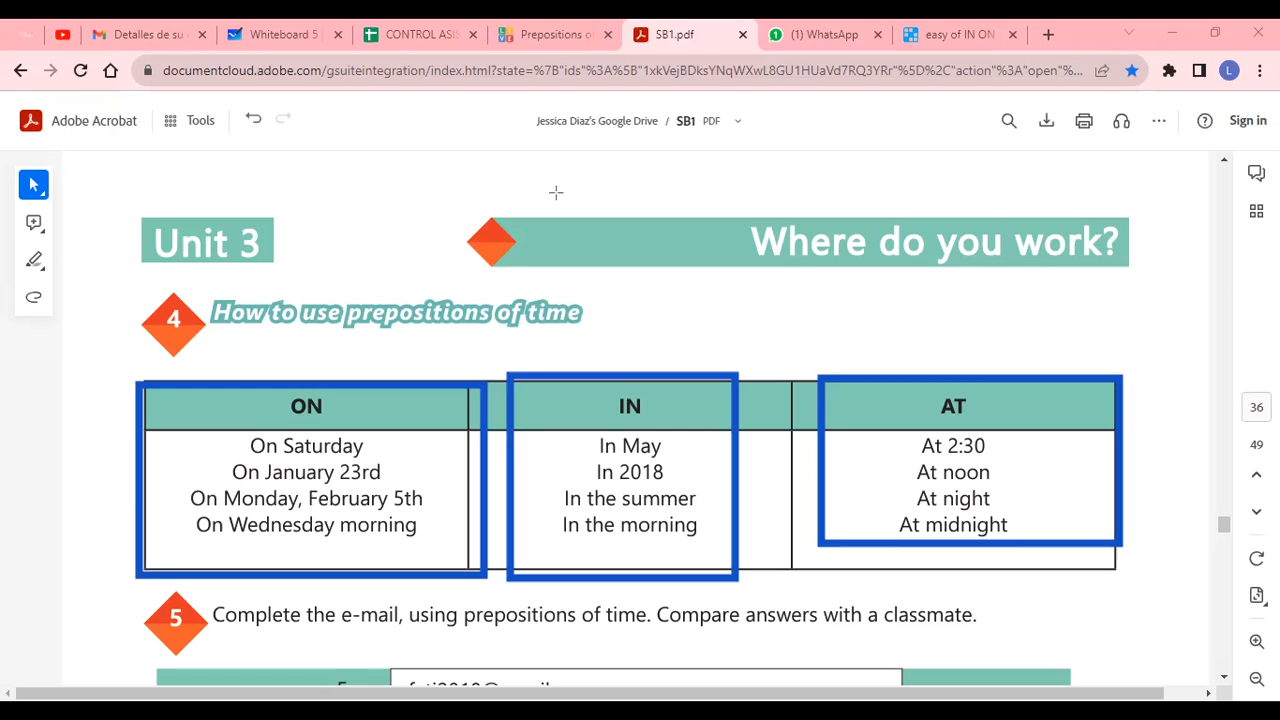 Detalles de su
Whiteboard 5
CONTROL ASIS
Prepositions o
SB1.pdf
(1) WhatsApp
easy of IN ON
documentcloud.adobe.com/gsuiteintegration/index.html?state=%7B"ids"%3A%5B"1xkVejBDksYNqWXwL8GU1HUaVd7RQ3YRr"%5D%2C"action"%3A"open"%...
L
Adobe Acrobat
Tools
Jessica Diaz's Google Drive / SB1 PDF
Sign in
Unit 3
Where do you work?
4 How to use prepositions of time
ON IN AT
On Saturday In May At 2:30
On January 23rd In 2018 At noon
On Monday, February 5th In the summer At night
On Wednesday morning In the morning At midnight
5 Complete the e-mail, using prepositions of time. Compare answers with a classmate.
36
49